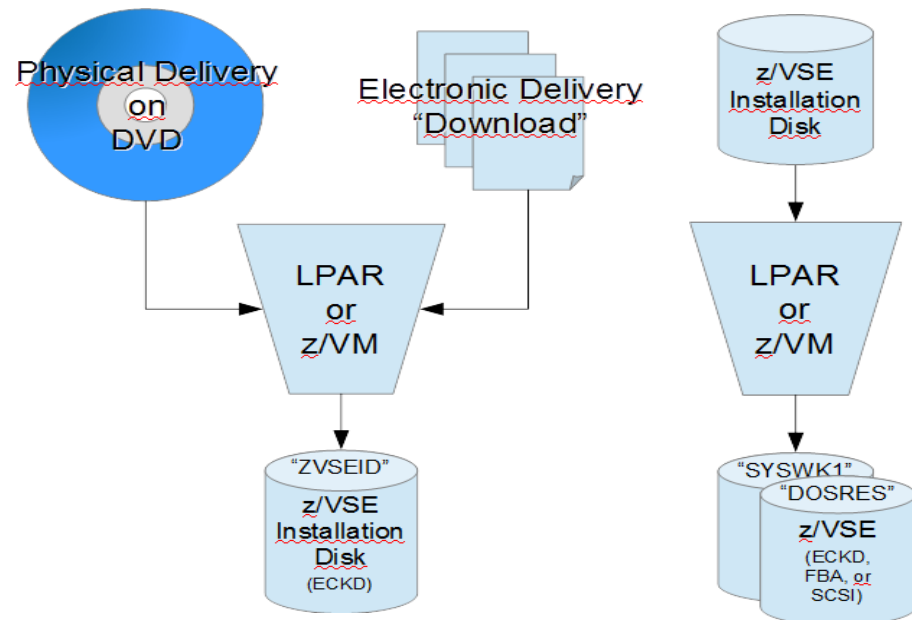 Physical Delivery
on
DVD
Electronic Delivery
“Download”
LPAR
or
z/VM
“ZVSEID”
z/VSE
Installation
Disk
(ECKD)
z/VSE
Installation
Disk
LPAR
or
z/VM
“SYSWK1”
“DOSRES”
z/VSE
(ECKD,
FBA, or
SCSI)